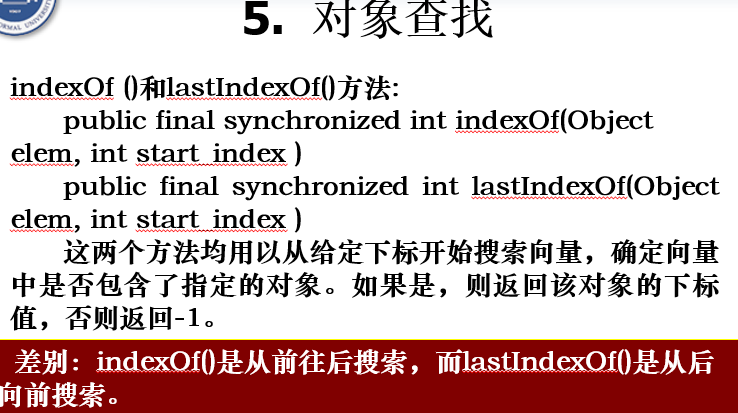 ORMAL UNIVERSIT
5. 对象查找
indexOf ()和lastIndexOf()方法:
public final synchronized int indexOf(Object
elem, int start_index )
public final synchronized int lastIndexOf(Object
elem, int start_index )
这两个方法均用以从给定下标开始搜索向量，确定向量
中是否包含了指定的对象。如果是，则返回该对象的下标
值，否则返回-1。
差别：indexOf()是从前往后搜索，而lastIndexOf()是从后
向前搜索。